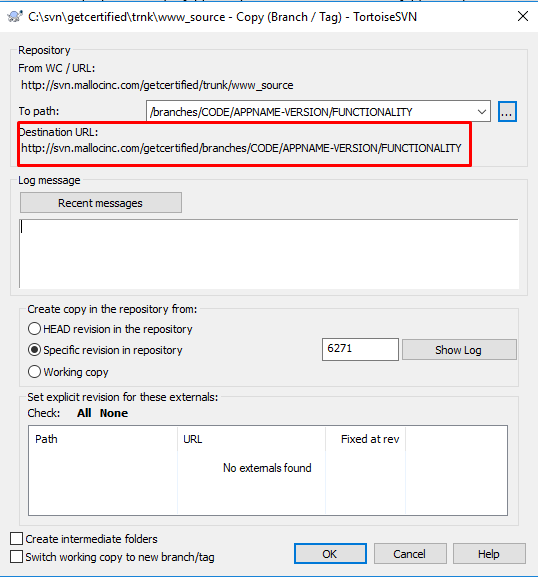 C:\svn\getcertified\trnk\www_source - Copy (Branch / Tag) - TortoiseSVN
Repository
From WC / URL:
http://svn.mallocinc.com/getcertified/trunk/www_source
To path:
/branches/CODE/APPNAME-VERSION/FUNCTIONALITY
...
Destination URL:
http://svn.mallocinc.com/getcertified/branches/CODE/APPNAME-VERSION/FUNCTIONALITY
Log message
Recent messages
Create copy in the repository from:
HEAD revision in the repository
Specific revision in repository
6271
Show Log
Working copy
Set explicit revision for these externals:
Check: All None
Path URL Fixed at rev
No externals found
Create intermediate folders
Switch working copy to new branch/tag
OK Cancel Help